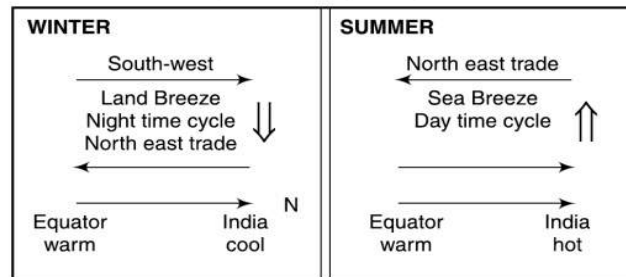 WINTER
South-west
Land Breeze
Night time cycle
North east trade
N
Equator
warm
India
cool
SUMMER
North east trade
Sea Breeze
Day time cycle
Equator
warm
India
hot